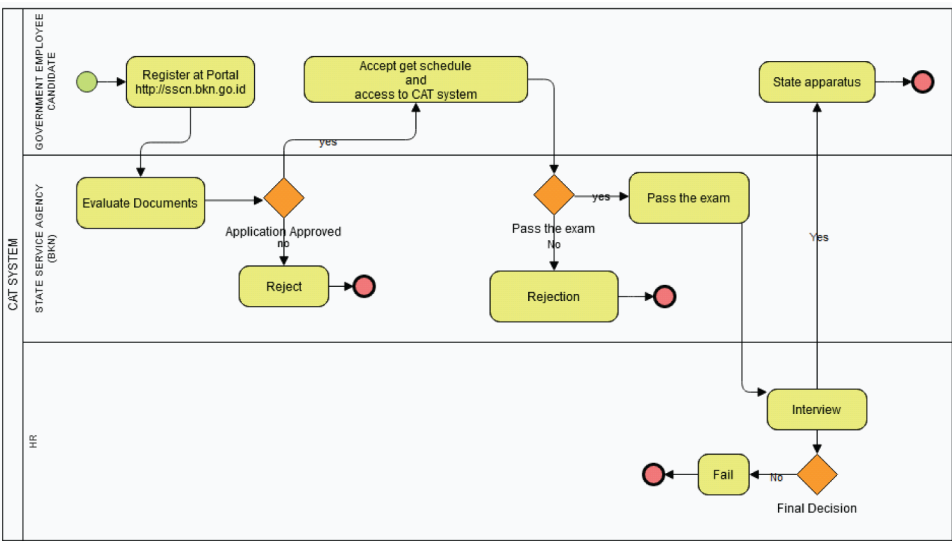 CAT SYSTEM
GOVERNMENT EMPLOYEE
CANDIDATE
Register at Portal
http://sscn.bkn.go.id
Accept get schedule
and
access to CAT system
State apparatus
yes
STATE SERVICE AGENCY
(BKN)
Evaluate Documents
Application Approved
no
Reject
Pass the exam
No
yes
Pass the exam
Rejection
Yes
HR
Interview
Fail
No
Final Decision